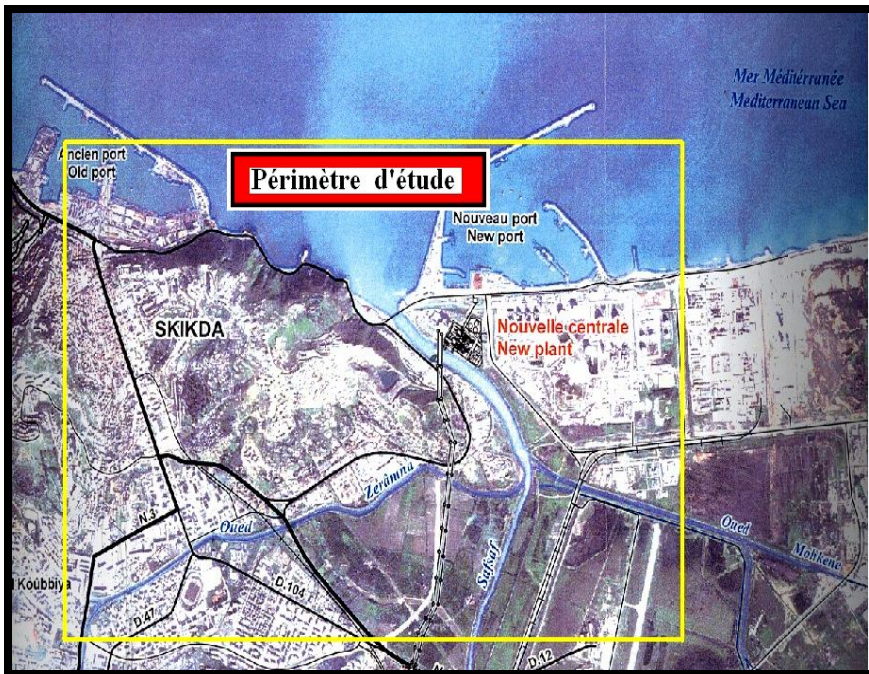 Mer Méditérranée
Mediterranean Sea
Ancien port
Old port
Périmètre d'étude
Nouveau port
New port
SKIKDA
Nouvelle centrale
New plant
Zeramna
Oued
N.3
Safsaf
Oued
Mohkene
Koubbiya
D.47
D.104
D.12